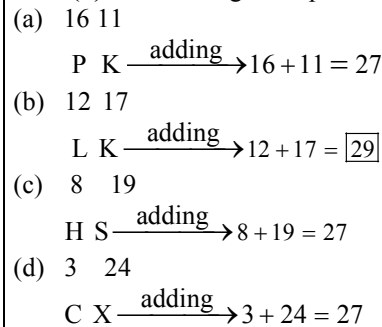 (a) 16 11
P K adding → 16 + 11 = 27
(b) 12 17
L K adding → 12 + 17 = 29
(c) 8 19
H S adding → 8 + 19 = 27
(d) 3 24
C X adding → 3 + 24 = 27